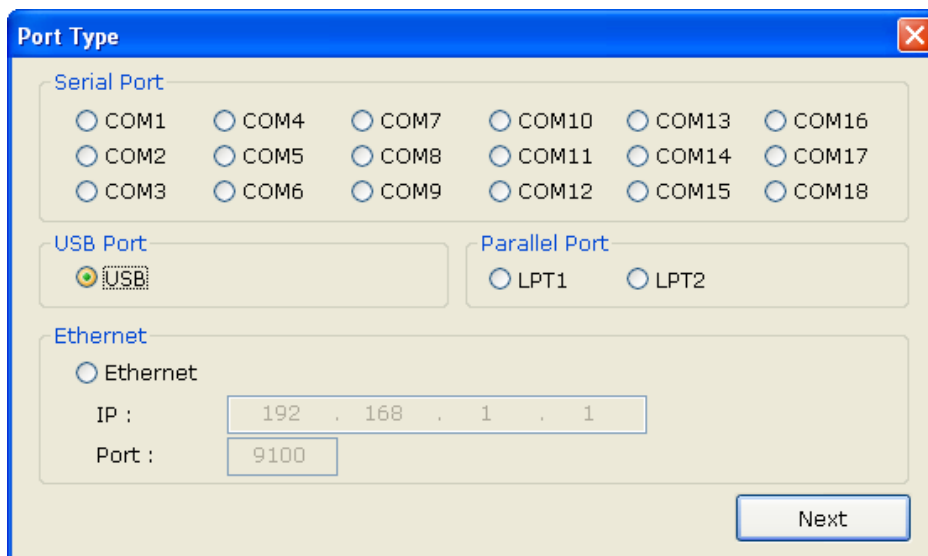 Port Type
Serial Port
COM1 COM4 COM7 COM10 COM13 COM16
COM2 COM5 COM8 COM11 COM14 COM17
COM3 COM6 COM9 COM12 COM15 COM18
USB Port
USB
Parallel Port
LPT1 LPT2
Ethernet
Ethernet
IP : 192 . 168 . 1 . 1
Port : 9100
Next